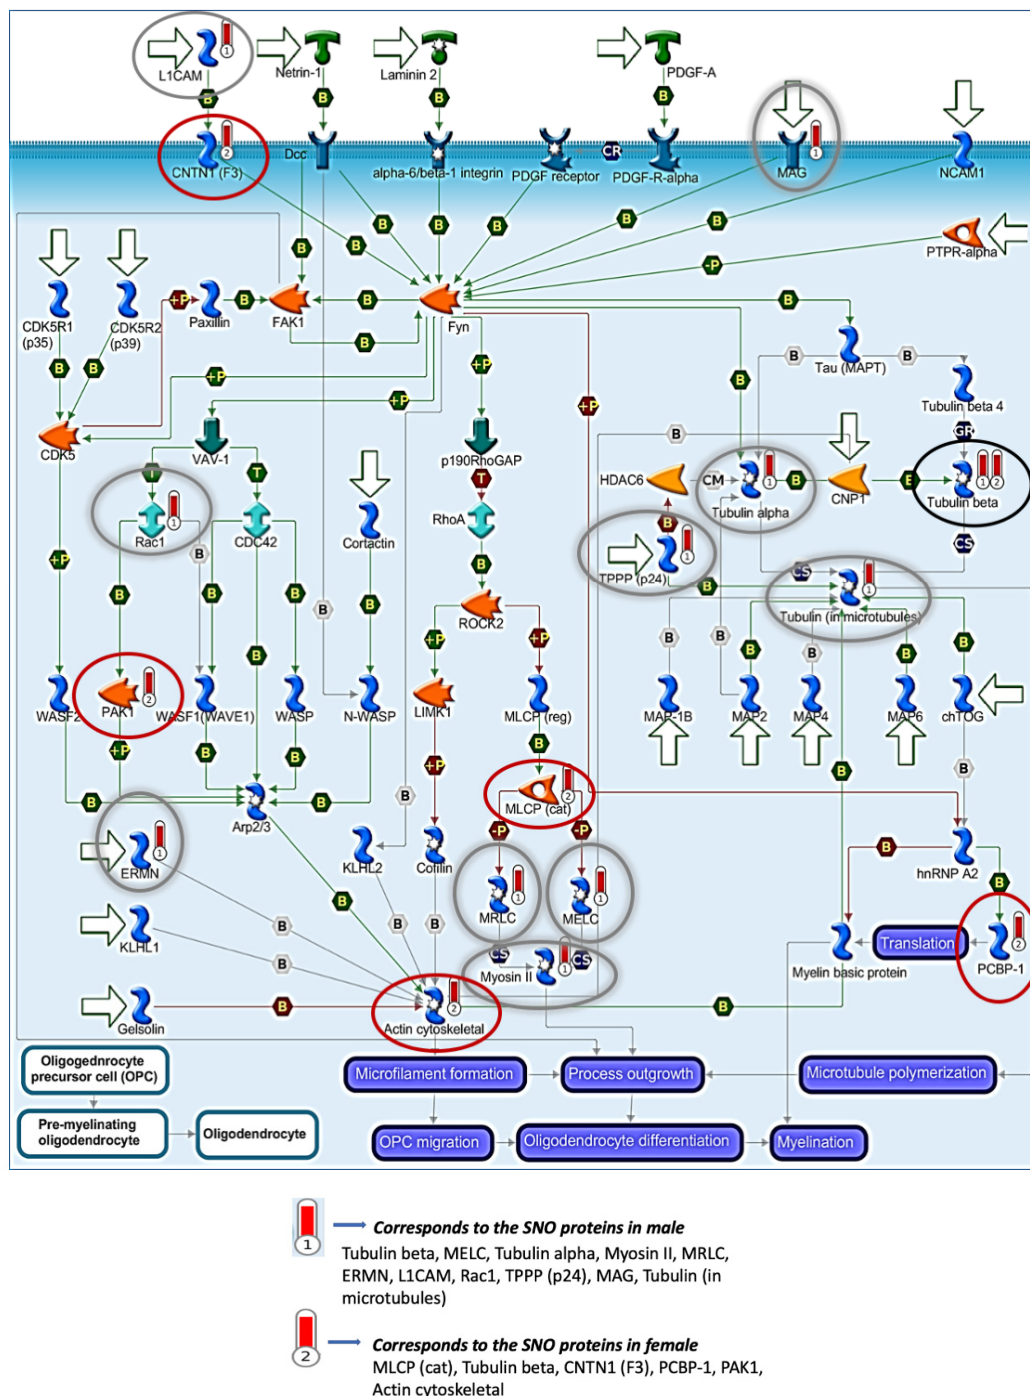 L1CAM
Netrin-1
Laminin 2
PDGF-A
B B B B
CNTN1 (F3)
Dcc
alpha-6/beta-1 integrin
PDGF receptor
CR
PDGF-R-alpha
MAG
NCAM1
B B B B B B B
-P
PTPR-alpha
CDK5R1
(p35)
CDK5R2
(p39)
+P
Paxillin
B
FAK1
B
Fyn
B
B
B B
Tau (MAPT)
B B
+P +P
B
+P
Tubulin beta 4
CDK5
VAV-1
p190RhoGAP
B
GR
T T
T
HDAC6
CM
Tubulin alpha
B
CNP1
B
Tubulin beta
Rac1
CDC42
Cortactin
RhoA
B
TPPP (p24)
CS
CS
B
Tubulin (in microtubules)
+P
B
B
ROCK2
B B B B
B B
+P +P
B B B B B B
WASF2
PAK1
WASF1(WAVE1)
WASP
N-WASP
LIMK1
MLCP (reg)
MAP-1B
MAP2
MAP4
MAP6
chTOG
+P B B
+P
B
B
B
B
Arp2/3
B
B
MLCP (cat)
-P -P
ERMN
KLHL2
Cofilin
B
hnRNP A2
B
B
B
B B
MRLC
MELC
KLHL1
B
CS
CS
Myosin II
Myelin basic protein
Translation
PCBP-1
Gelsolin
B
Actin cytoskeletal
B
Oligogednrocyte
precursor cell (OPC)
Microfilament formation
Process outgrowth
Microtubule polymerization
Pre-myelinating
oligodendrocyte
Oligodendrocyte
OPC migration
Oligodendrocyte differentiation
Myelination
1
Corresponds to the SNO proteins in male
Tubulin beta, MELC, Tubulin alpha, Myosin II, MRLC,
ERMN, L1CAM, Rac1, TPPP (p24), MAG, Tubulin (in
microtubules)
2
Corresponds to the SNO proteins in female
MLCP (cat), Tubulin beta, CNTN1 (F3), PCBP-1, PAK1,
Actin cytoskeletal